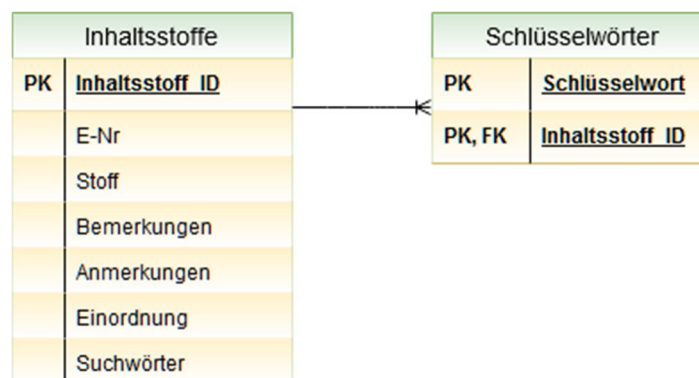 Inhaltsstoffe
PK Inhaltsstoff_ID
E-Nr
Stoff
Bemerkungen
Anmerkungen
Einordnung
Suchwörter
Schlüsselwörter
PK Schlüsselwort
PK, FK Inhaltsstoff_ID